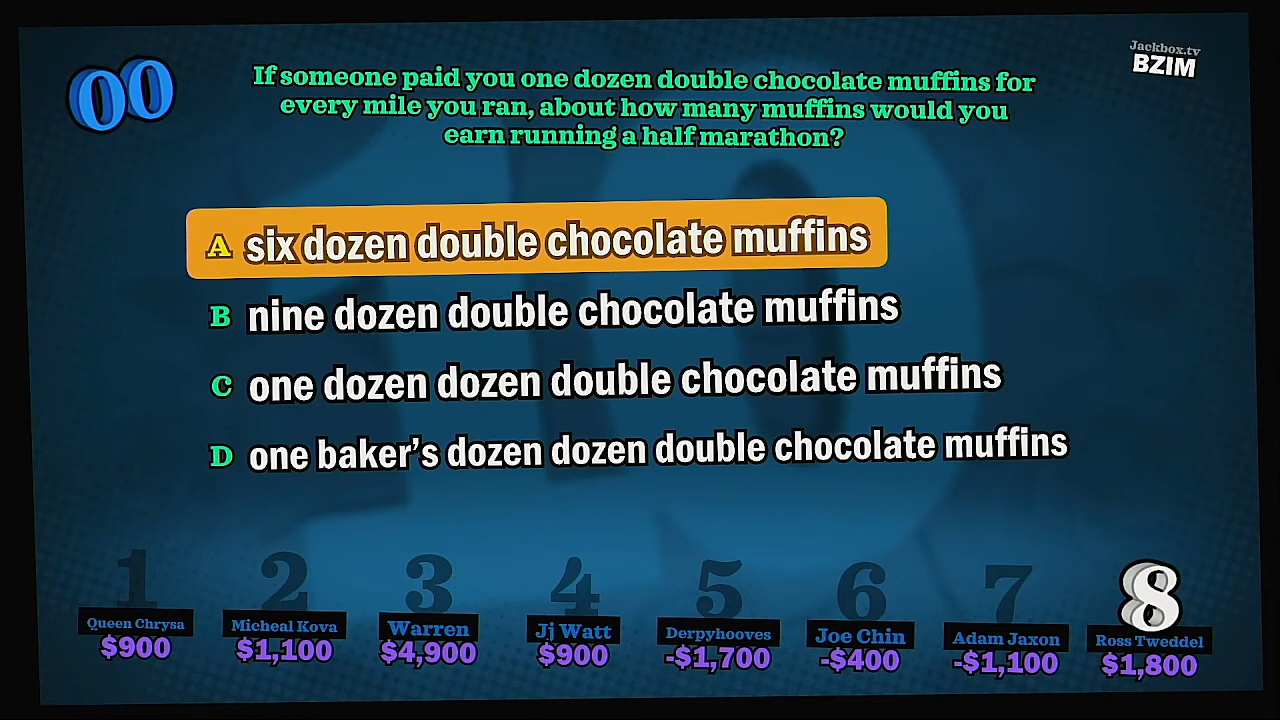 00
If someone paid you one dozen double chocolate muffins for
every mile you ran, about how many muffins would you
earn running a half marathon?
Jackbox.tv
BZIM
A six dozen double chocolate muffins
B nine dozen double chocolate muffins
C one dozen dozen double chocolate muffins
D one baker's dozen dozen double chocolate muffins
1 2 3 4 5 6 7 8
Queen Chrysa Micheal Kova Warren Jj Watt Derpyhooves Joe Chin Adam Jaxon Ross Tweddel
$900 $1,100 $4,900 $900 -$1,700 -$400 -$1,100 $1,800
10